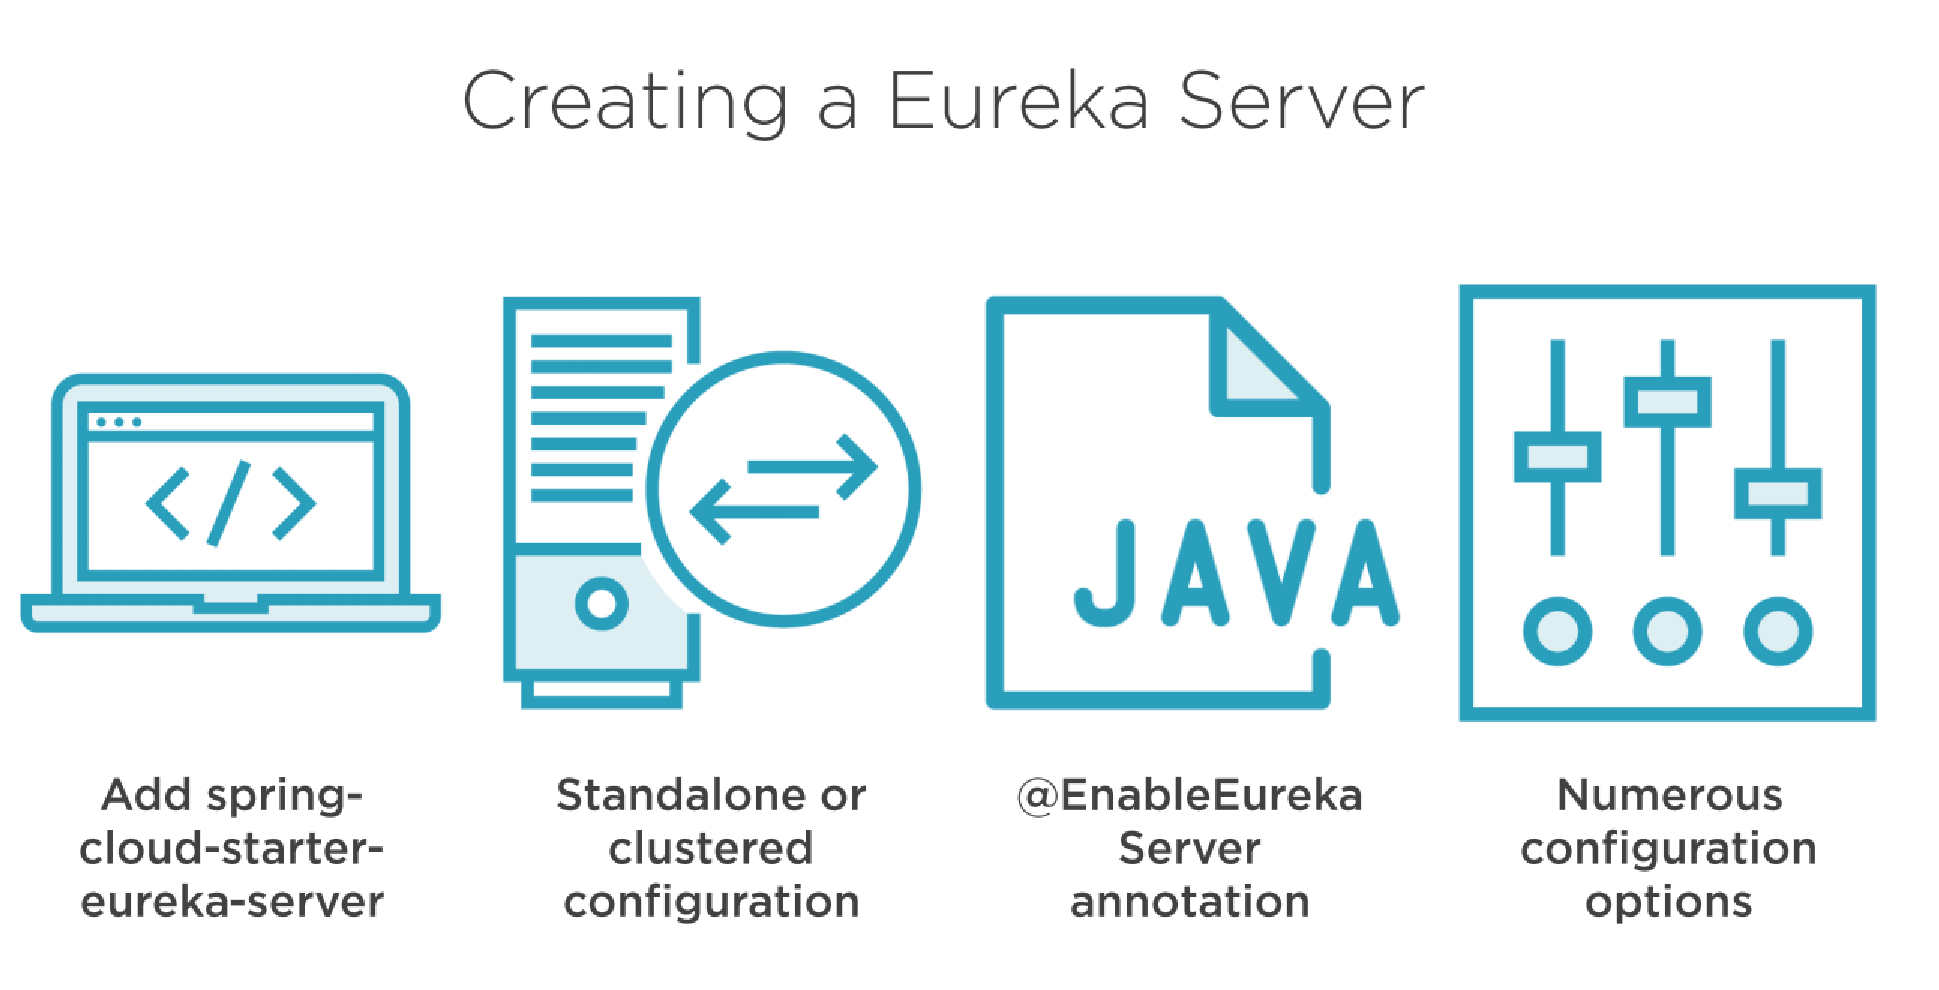 Creating a Eureka Server
</>
JAVA
Add spring-
cloud-starter-
eureka-server
Standalone or
clustered
configuration
@EnableEureka
Server
annotation
Numerous
configuration
options